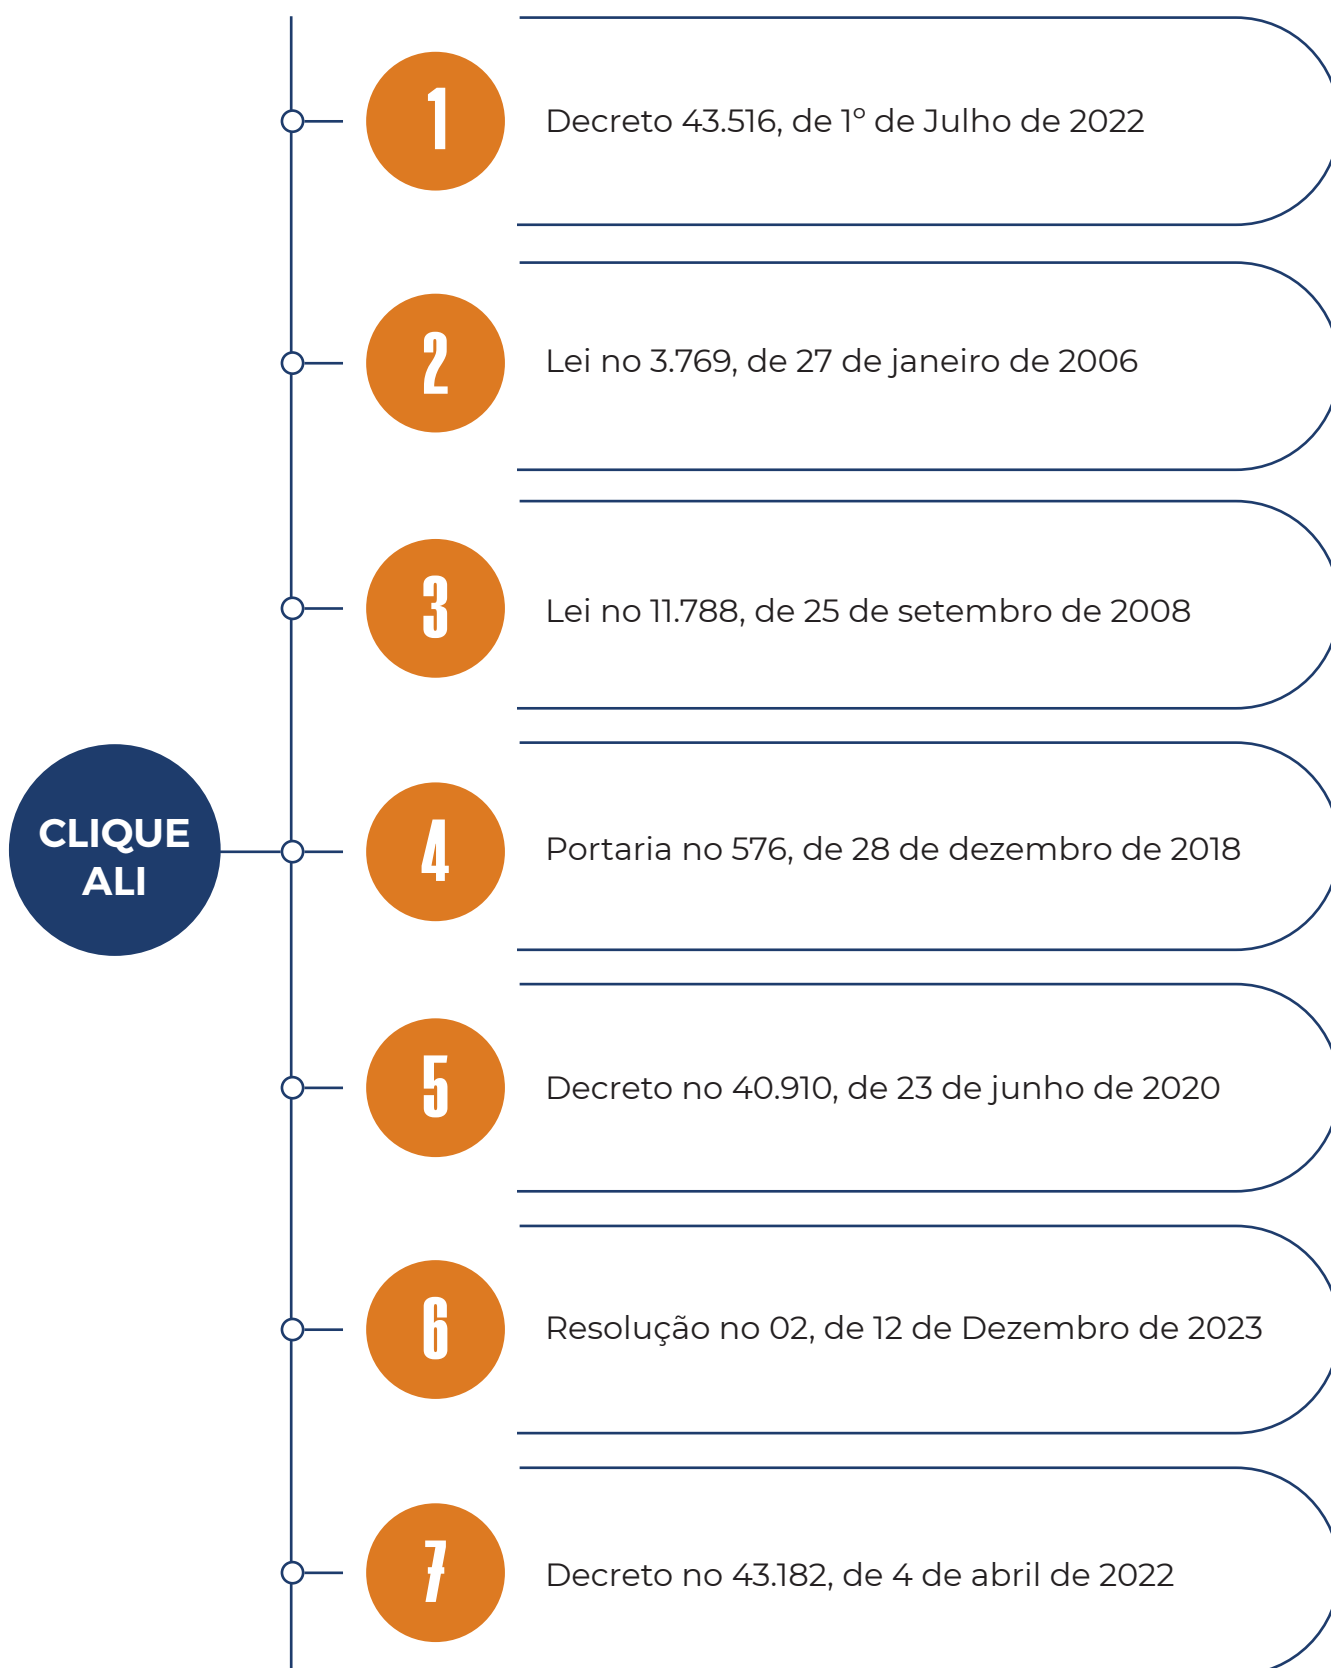 1
Decreto 43.516, de 1º de Julho de 2022
2
Lei no 3.769, de 27 de janeiro de 2006
3
Lei no 11.788, de 25 de setembro de 2008
CLIQUE
ALI
4
Portaria no 576, de 28 de dezembro de 2018
5
Decreto no 40.910, de 23 de junho de 2020
6
Resolução no 02, de 12 de Dezembro de 2023
7
Decreto no 43.182, de 4 de abril de 2022